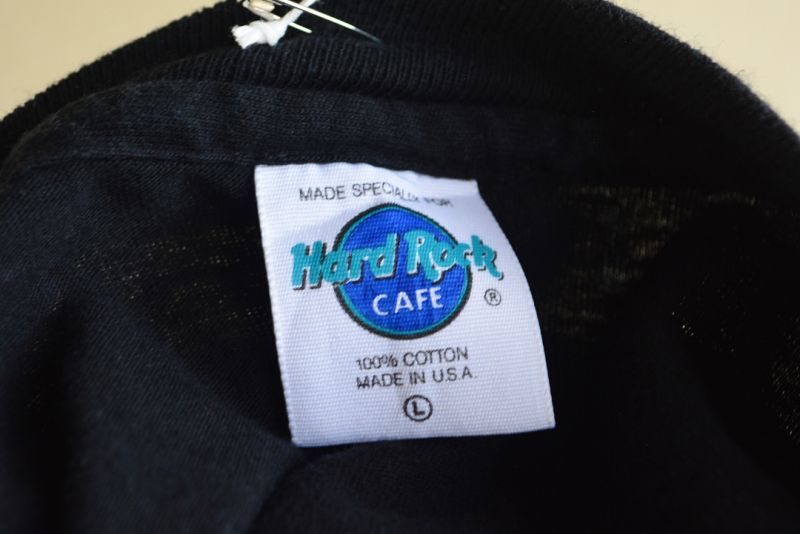 MADE SPECIALLY FOR
Hard Rock
CAFE
®
100% COTTON
MADE IN U.S.A.
L